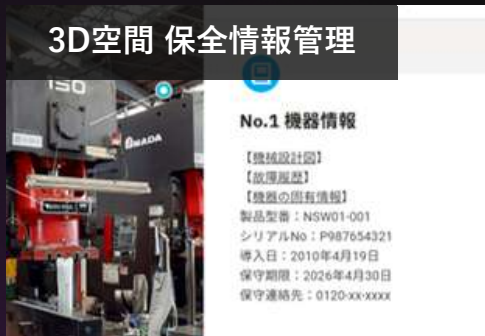 3D空間 保全情報管理
ISO
AMADA
No.1 機器情報
【機械設計図】
【故障履歴】
【機器の固有情報】
製品型番：NSW01-001
シリアルNo：P987654321
導入日：2010年4月19日
保守期限：2026年4月30日
保守連絡先：0120-xx-xxxx